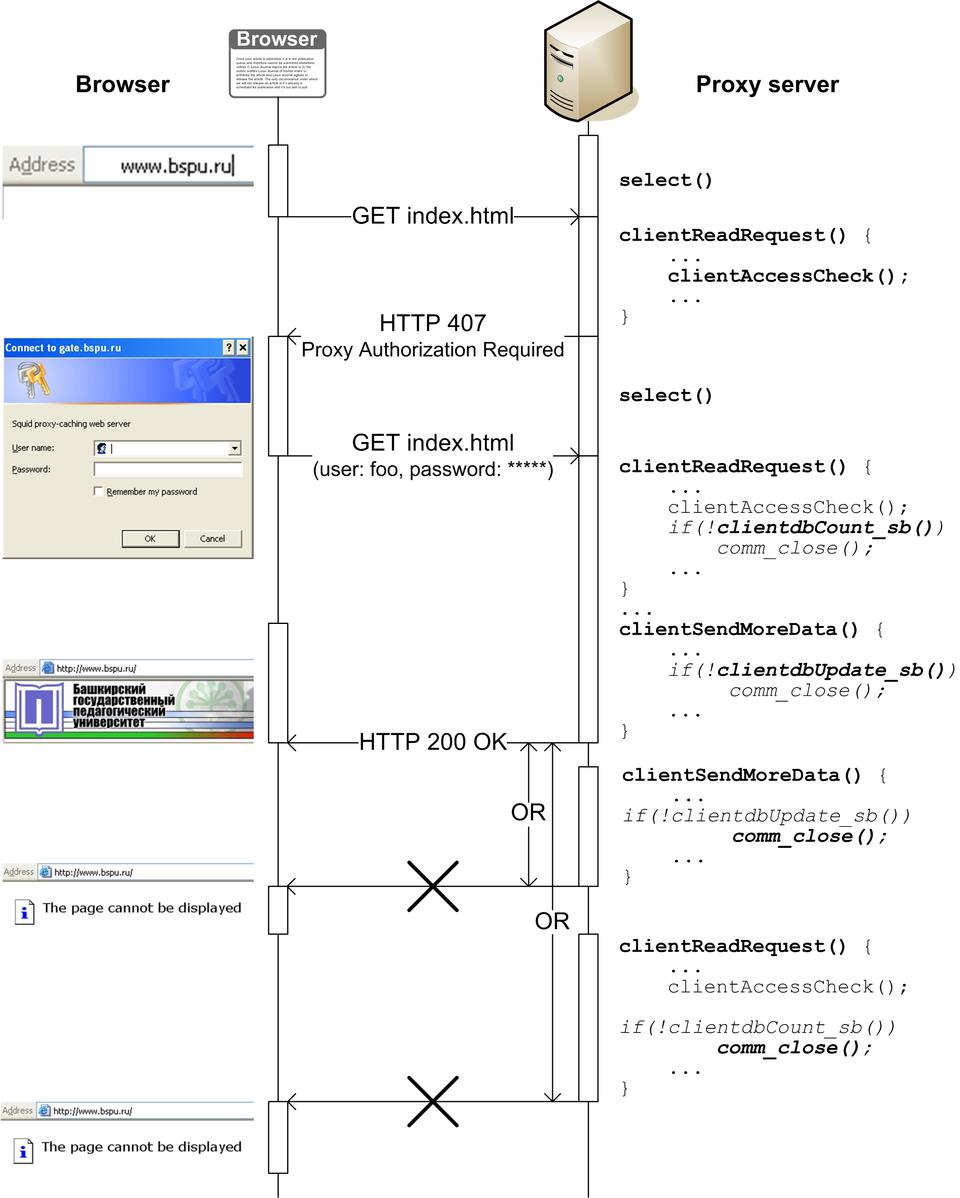 Browser
Browser
Proxy server
Address
www.bspu.ru
select()
GET index.html
clientReadRequest() {
...
clientAccessCheck();
...
}
HTTP 407
Proxy Authorization Required
Connect to gate.bspu.ru
Squid proxy-caching web server
User name:
Password:
Remember my password
OK
Cancel
select()
GET index.html
(user: foo, password: *****)
clientReadRequest() {
...
clientAccessCheck();
if(!clientdbCount_sb())
comm_close();
...
}
...
clientSendMoreData() {
...
if(!clientdbUpdate_sb())
comm_close();
...
}
Address
http://www.bspu.ru/
Башкирский
государственный
педагогический
университет
HTTP 200 OK
OR
clientSendMoreData() {
...
if(!clientdbUpdate_sb())
comm_close();
...
}
Address
http://www.bspu.ru/
The page cannot be displayed
OR
clientReadRequest() {
...
clientAccessCheck();
if(!clientdbCount_sb())
comm_close();
...
}
Address
http://www.bspu.ru/
The page cannot be displayed